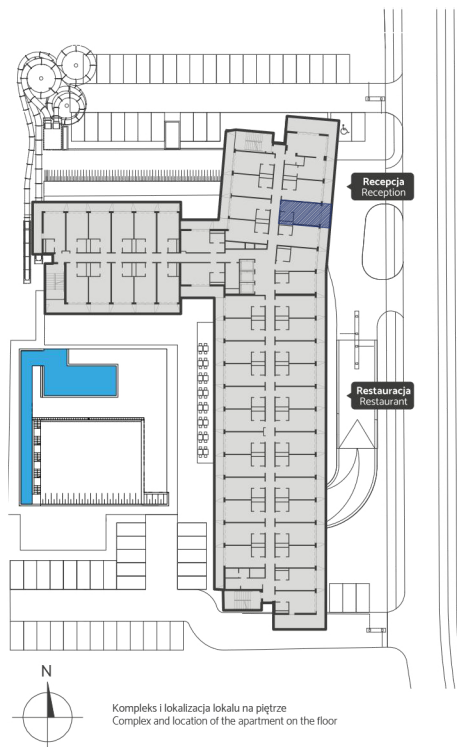 Recepcja
Reception
Restauracja
Restaurant
N
Kompleks i lokalizacja lokalu na piętrze
Complex and location of the apartment on the floor